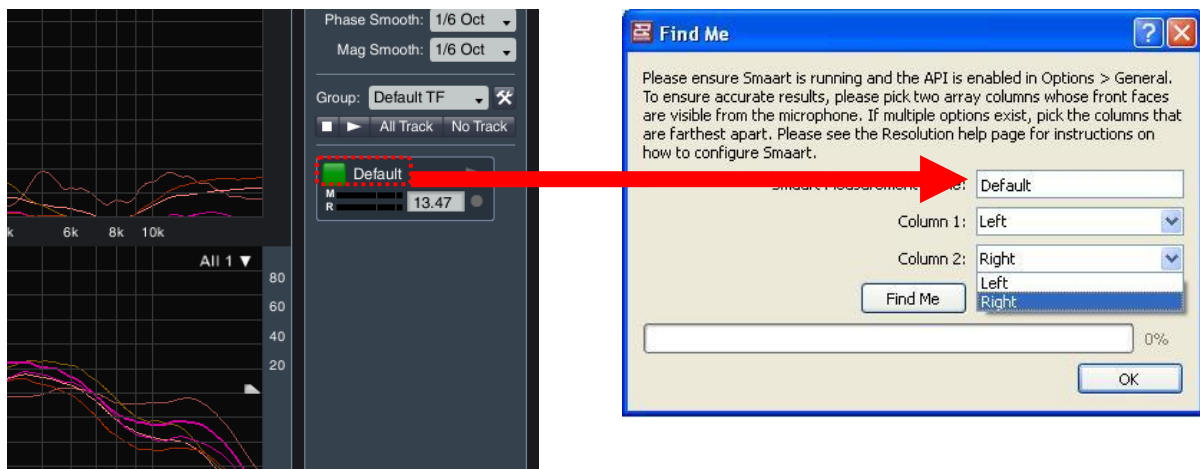 Phase Smooth: 1/6 Oct
Mag Smooth: 1/6 Oct
Group: Default TF
All Track No Track
Default
M
R
13.47
k 6k 8k 10k
All 1 ▼
80
60
40
20
Find Me
Please ensure Smaart is running and the API is enabled in Options > General.
To ensure accurate results, please pick two array columns whose front faces
are visible from the microphone. If multiple options exist, pick the columns that
are farthest apart. Please see the Resolution help page for instructions on
how to configure Smaart.
Smaart Measurement Default
Column 1: Left
Column 2: Right
Left
Right
Find Me
0%
OK